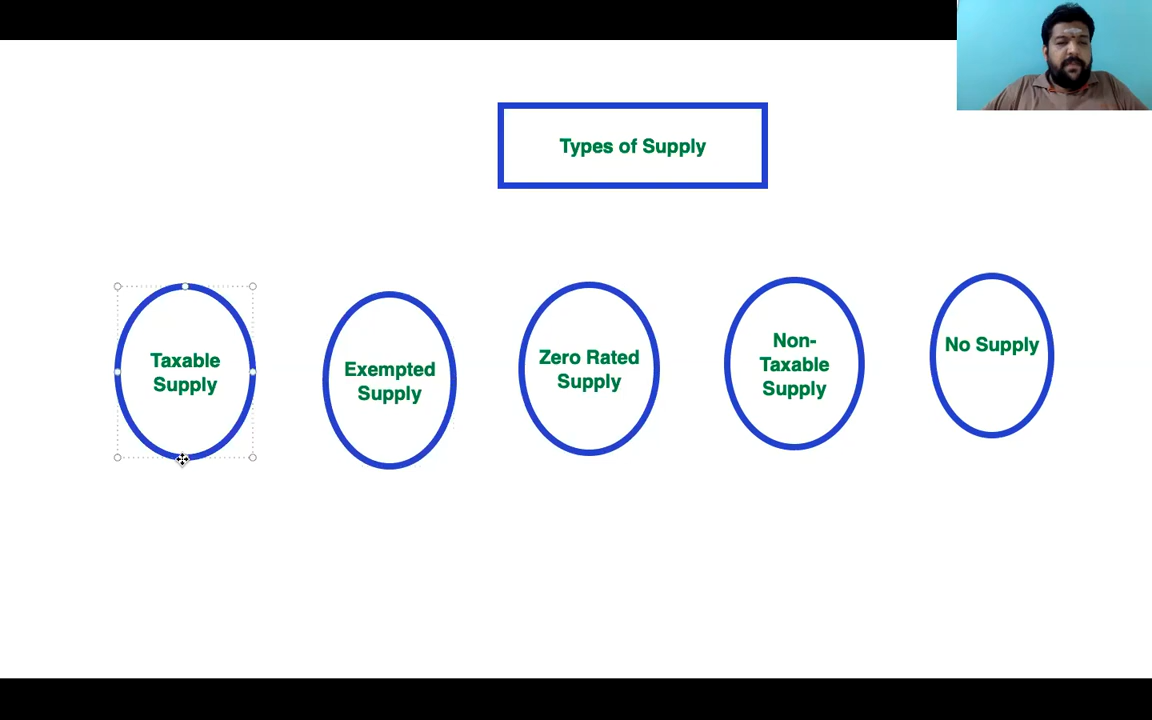 Types of Supply
Taxable
Supply
Exempted
Supply
Zero Rated
Supply
Non-
Taxable
Supply
No Supply